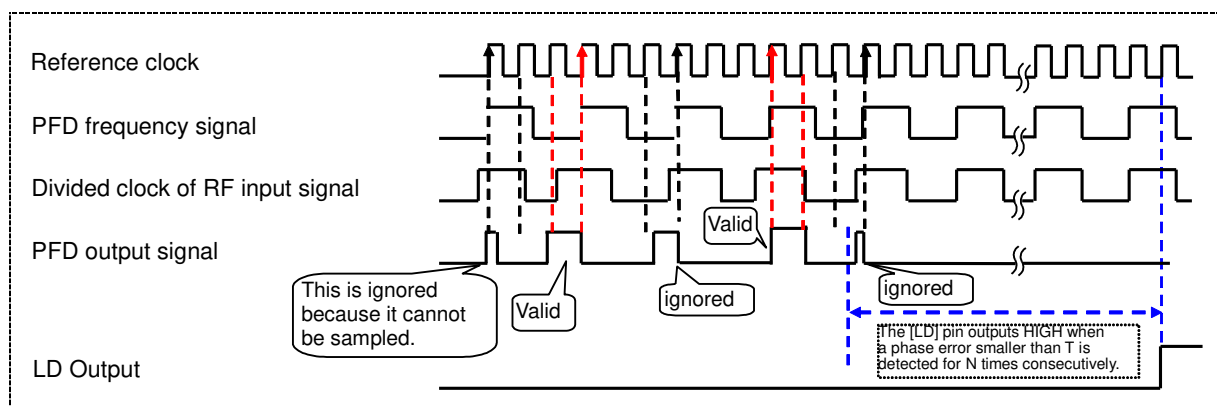 Reference clock
PFD frequency signal
Divided clock of RF input signal
PFD output signal
Valid
This is ignored
because it cannot
be sampled.
Valid
ignored
ignored
The [LD] pin outputs HIGH when
a phase error smaller than T is
detected for N times consecutively.
LD Output